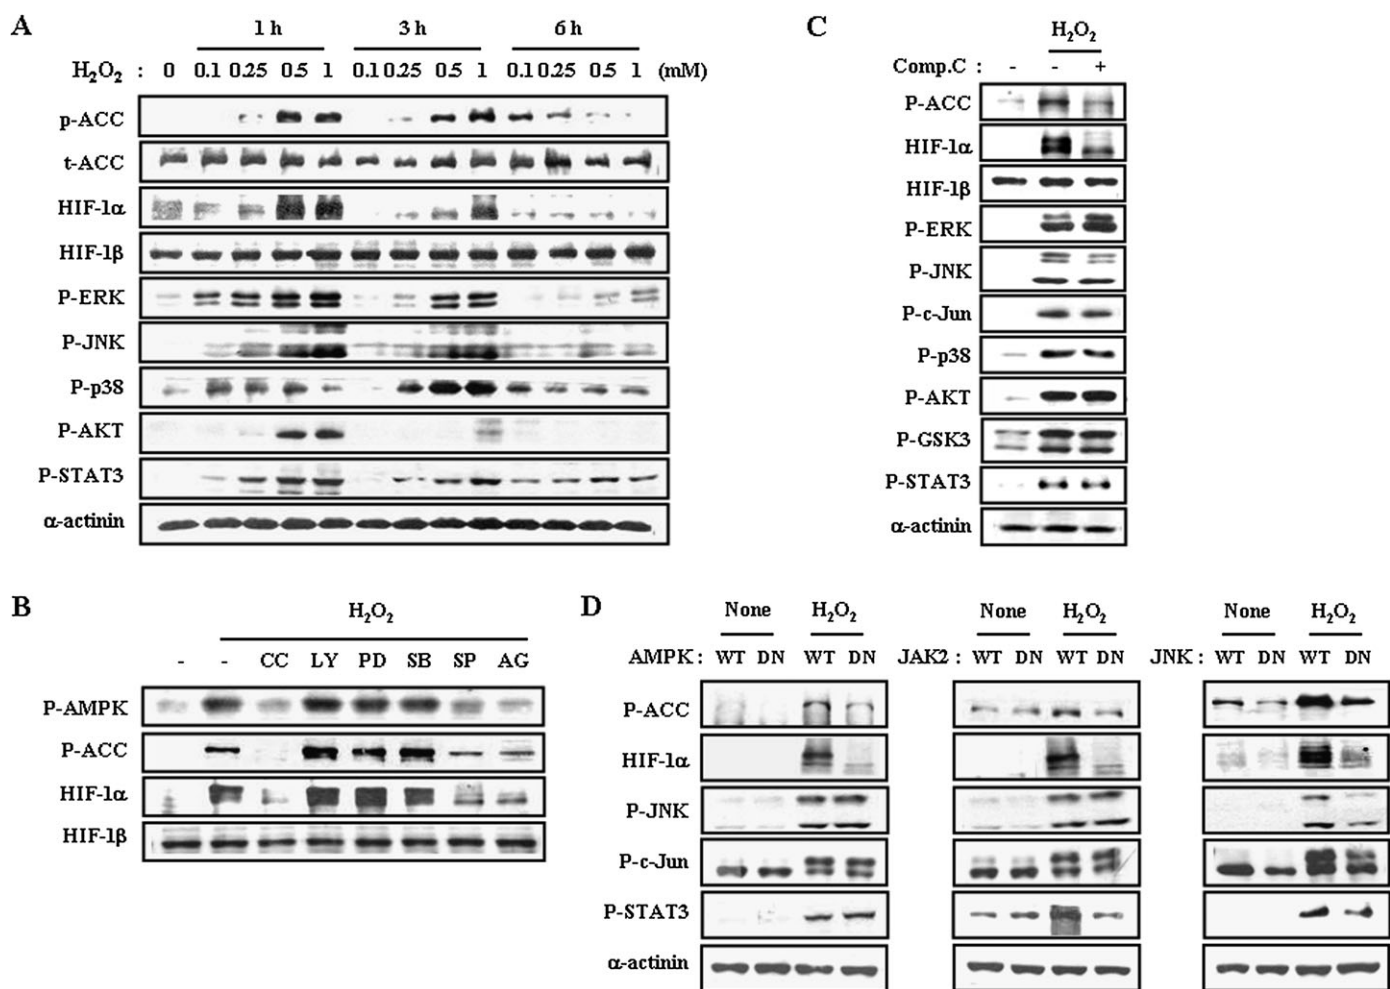 A
1 h 3 h 6 h
H₂O₂ : 0 0.1 0.25 0.5 1 0.1 0.25 0.5 1 0.1 0.25 0.5 1 (mM)
p-ACC
t-ACC
HIF-1α
HIF-1β
P-ERK
P-JNK
P-p38
P-AKT
P-STAT3
α-actinin
C
H₂O₂
Comp.C : - - +
P-ACC
HIF-1α
HIF-1β
P-ERK
P-JNK
P-c-Jun
P-p38
P-AKT
P-GSK3
P-STAT3
α-actinin
B
H₂O₂
- - CC LY PD SB SP AG
P-AMPK
P-ACC
HIF-1α
HIF-1β
D
None H₂O₂ None H₂O₂ None H₂O₂
AMPK : WT DN WT DN JAK2 : WT DN WT DN JNK : WT DN WT DN
P-ACC
HIF-1α
P-JNK
P-c-Jun
P-STAT3
α-actinin